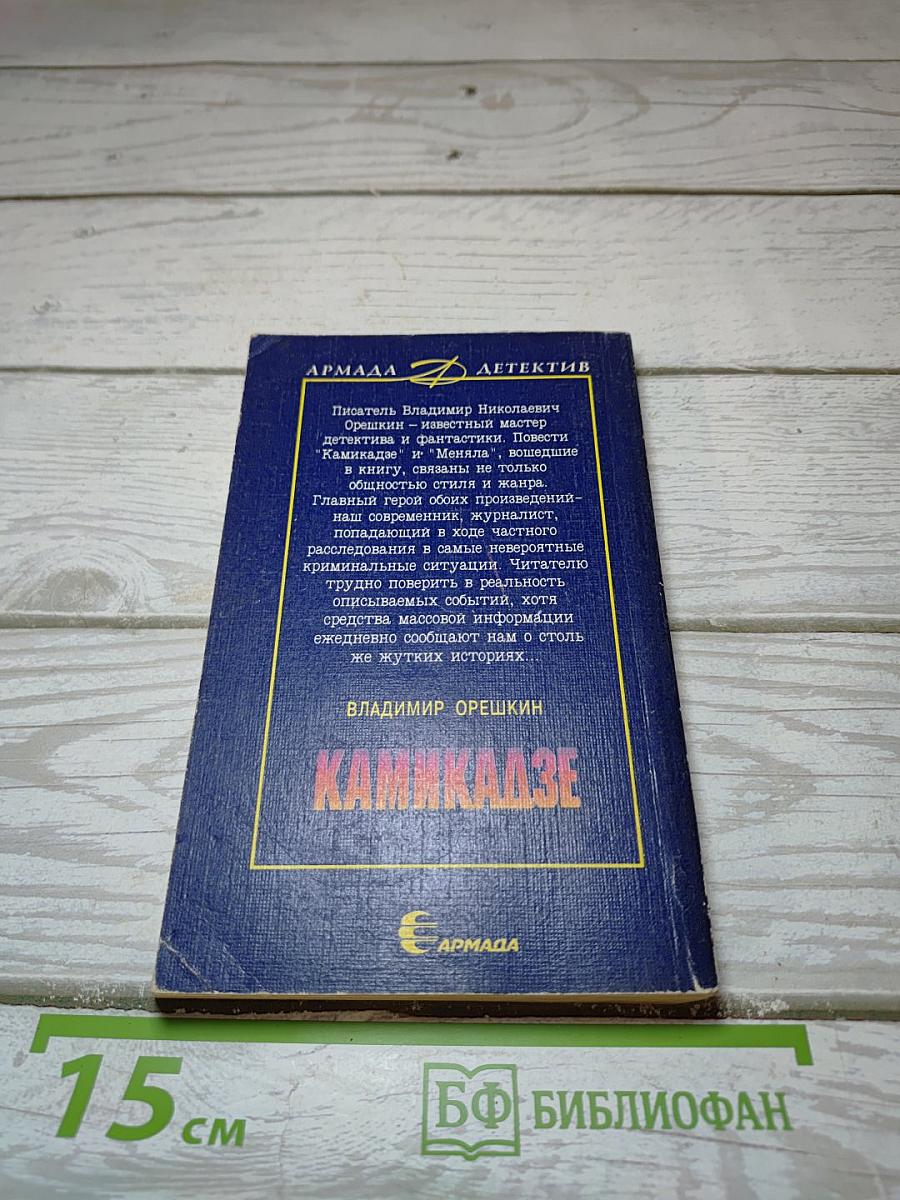 АРМАДА Д ДЕТЕКТИВ
Писатель Владимир Николаевич
Орешкин – известный мастер
детектива и фантастики. Повести
"Камикадзе" и "Меняла", вошедшие
в книгу, связаны не только
общностью стиля и жанра.
Главный герой обоих произведений–
наш современник, журналист,
попадающий в ходе частного
расследования в самые невероятные
криминальные ситуации. Читателю
трудно поверить в реальность
описываемых событий, хотя
средства массовой информации
ежедневно сообщают нам о столь
же жутких историях...
ВЛАДИМИР ОРЕШКИН
КАМИКАДЗЕ
АРМАДА
15 см
БФ БИБЛИОФАН